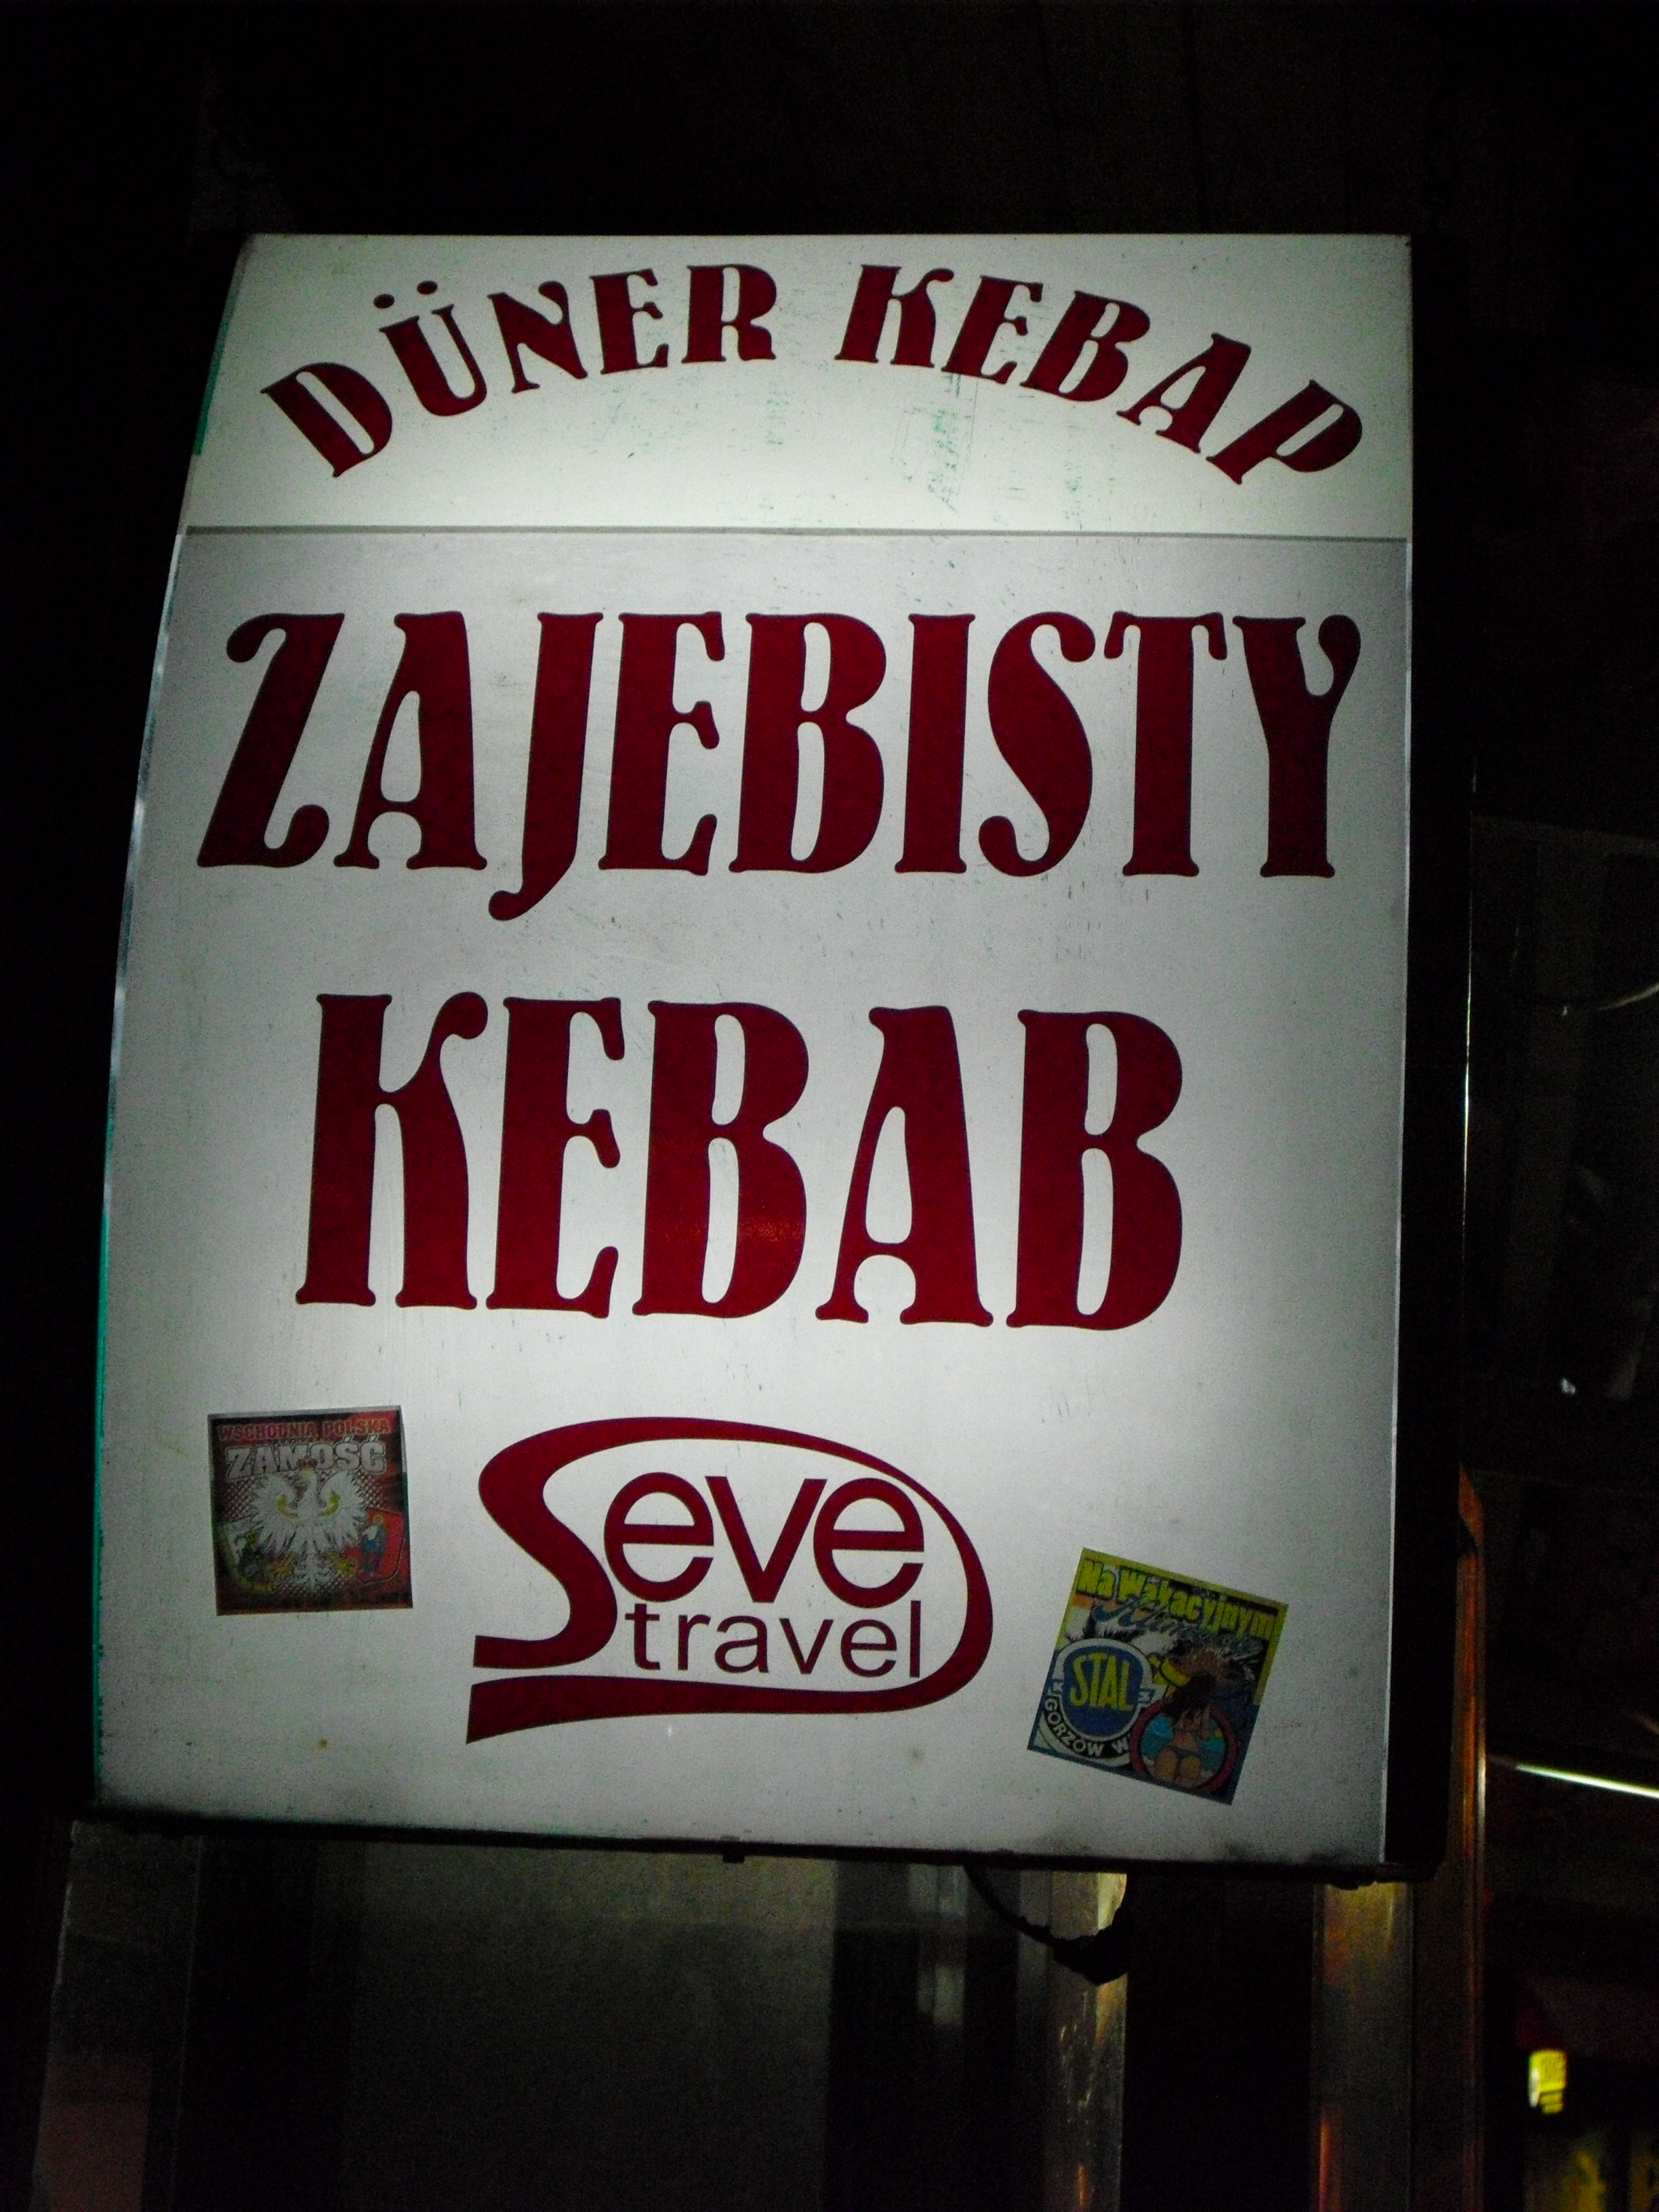 DÜNER KEBAP
ZAJEBISTY
KEBAB
WSCHODNIA POLSKA
ZAMOŚĆ
Seve
travel
Na Wakacyjnym
STAL
GORZÓW